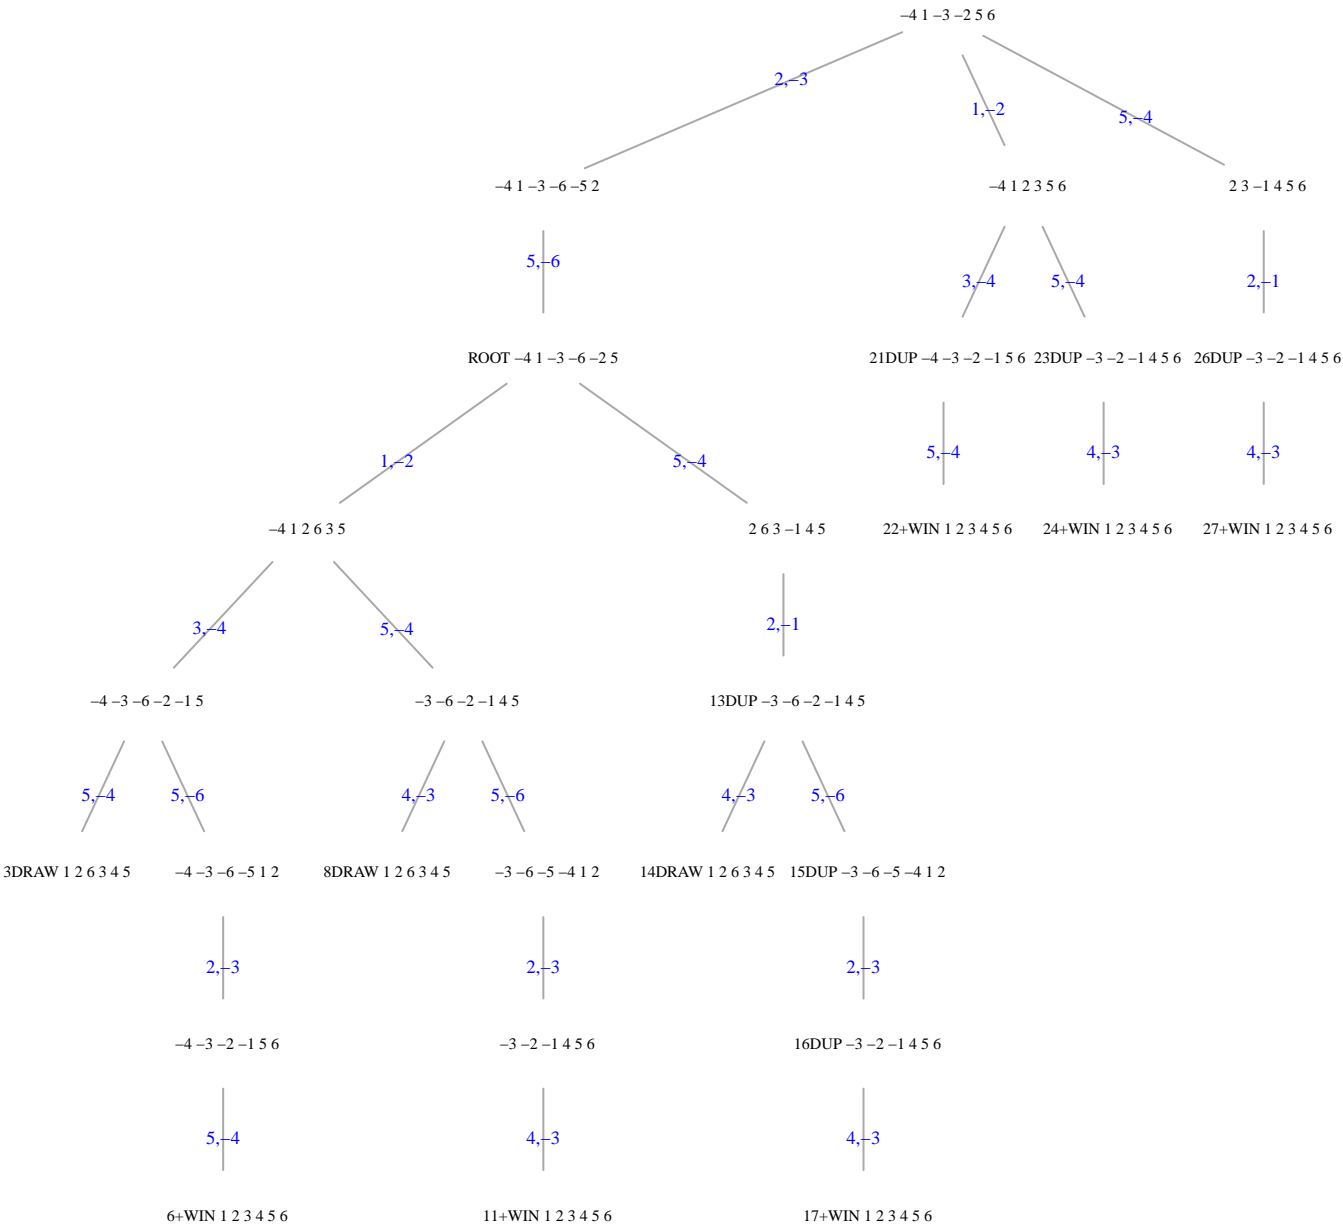 –4 1 –3 –2 5 6
2,–3
1,–2
5,–4
–4 1 –3 –6 –5 2
–4 1 2 3 5 6
2 3 –1 4 5 6
5,–6
3,–4
5,–4
2,–1
ROOT –4 1 –3 –6 –2 5
21DUP –4 –3 –2 –1 5 6
23DUP –3 –2 –1 4 5 6
26DUP –3 –2 –1 4 5 6
1,–2
5,–4
5,–4
4,–3
4,–3
–4 1 2 6 3 5
2 6 3 –1 4 5
22+WIN 1 2 3 4 5 6
24+WIN 1 2 3 4 5 6
27+WIN 1 2 3 4 5 6
3,–4
5,–4
2,–1
–4 –3 –6 –2 –1 5
–3 –6 –2 –1 4 5
13DUP –3 –6 –2 –1 4 5
5,–4
5,–6
4,–3
5,–6
4,–3
5,–6
3DRAW 1 2 6 3 4 5
–4 –3 –6 –5 1 2
8DRAW 1 2 6 3 4 5
–3 –6 –5 –4 1 2
14DRAW 1 2 6 3 4 5
15DUP –3 –6 –5 –4 1 2
2,–3
2,–3
2,–3
–4 –3 –2 –1 5 6
–3 –2 –1 4 5 6
16DUP –3 –2 –1 4 5 6
5,–4
4,–3
4,–3
6+WIN 1 2 3 4 5 6
11+WIN 1 2 3 4 5 6
17+WIN 1 2 3 4 5 6